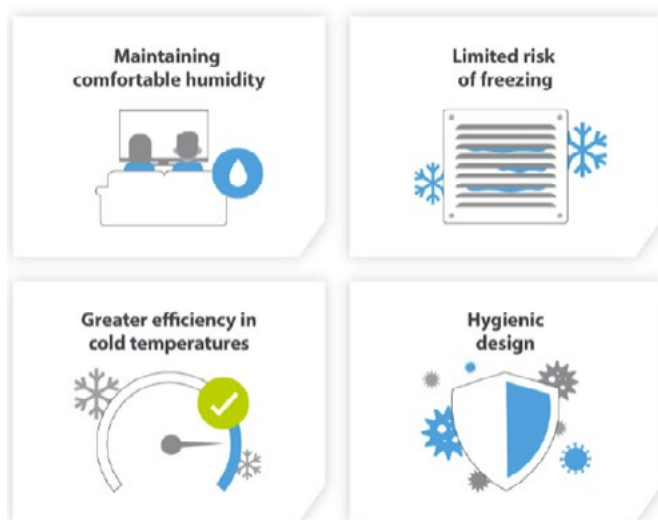 Maintaining
comfortable humidity
Limited risk
of freezing
Greater efficiency in
cold temperatures
Hygienic
design